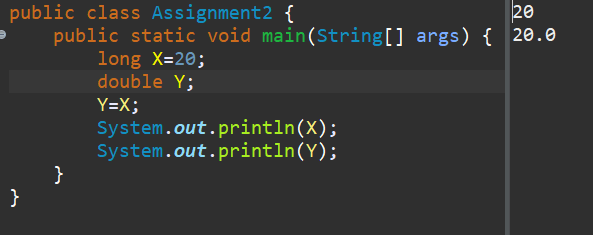 public class Assignment2 {
    public static void main(String[] args) {
        long X=20;
        double Y;
        Y=X;
        System.out.println(X);
        System.out.println(Y);
    }
}
20
20.0